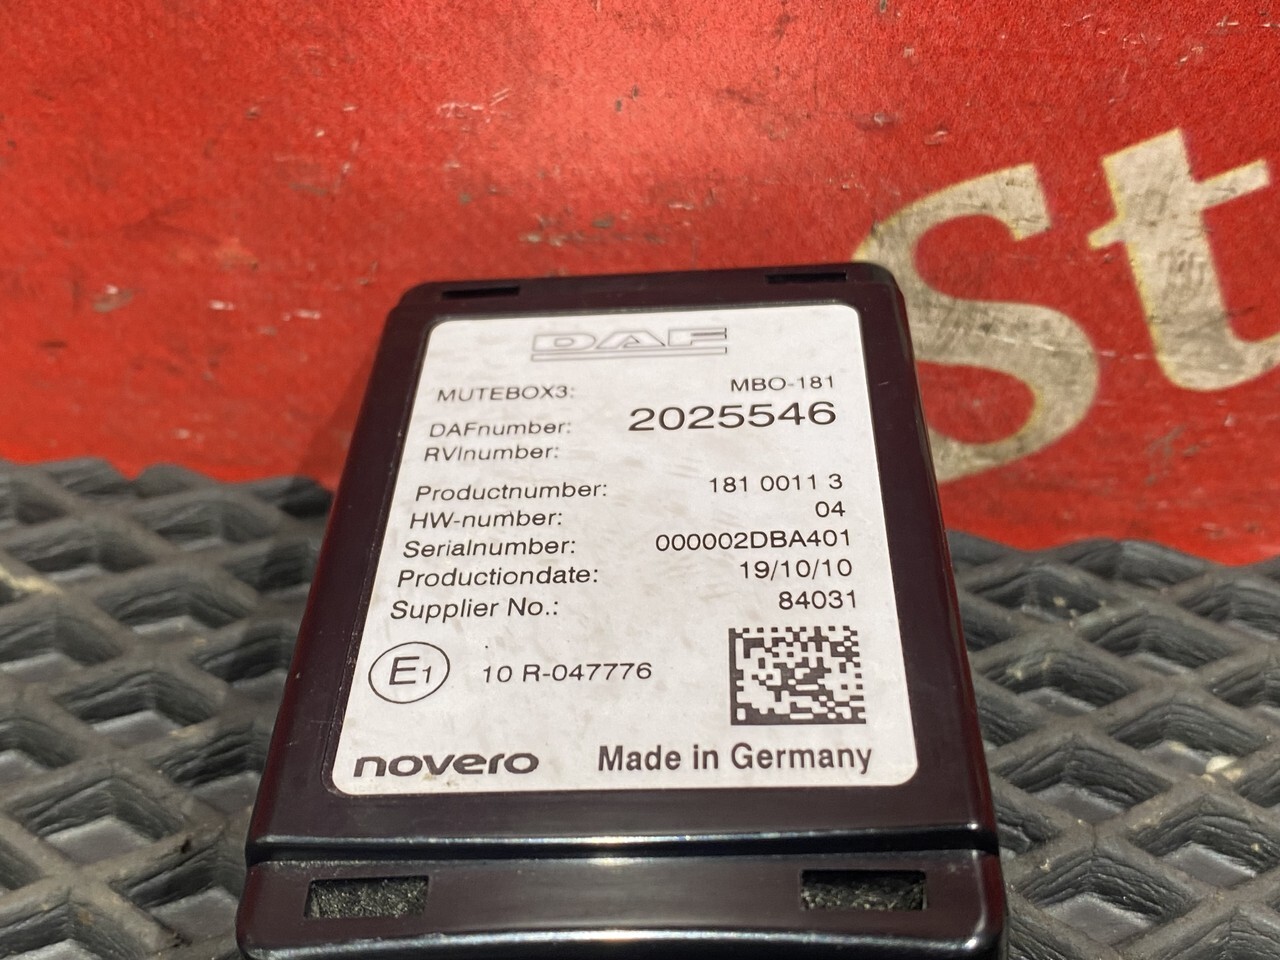 St
DAF
MUTEBOX3: MBO-181
DAFnumber: 2025546
RVInumber:
Productnumber: 181 0011 3
HW-number: 04
Serialnumber: 000002DBA401
Productiondate: 19/10/10
Supplier No.: 84031
E1 10 R-047776
novero Made in Germany